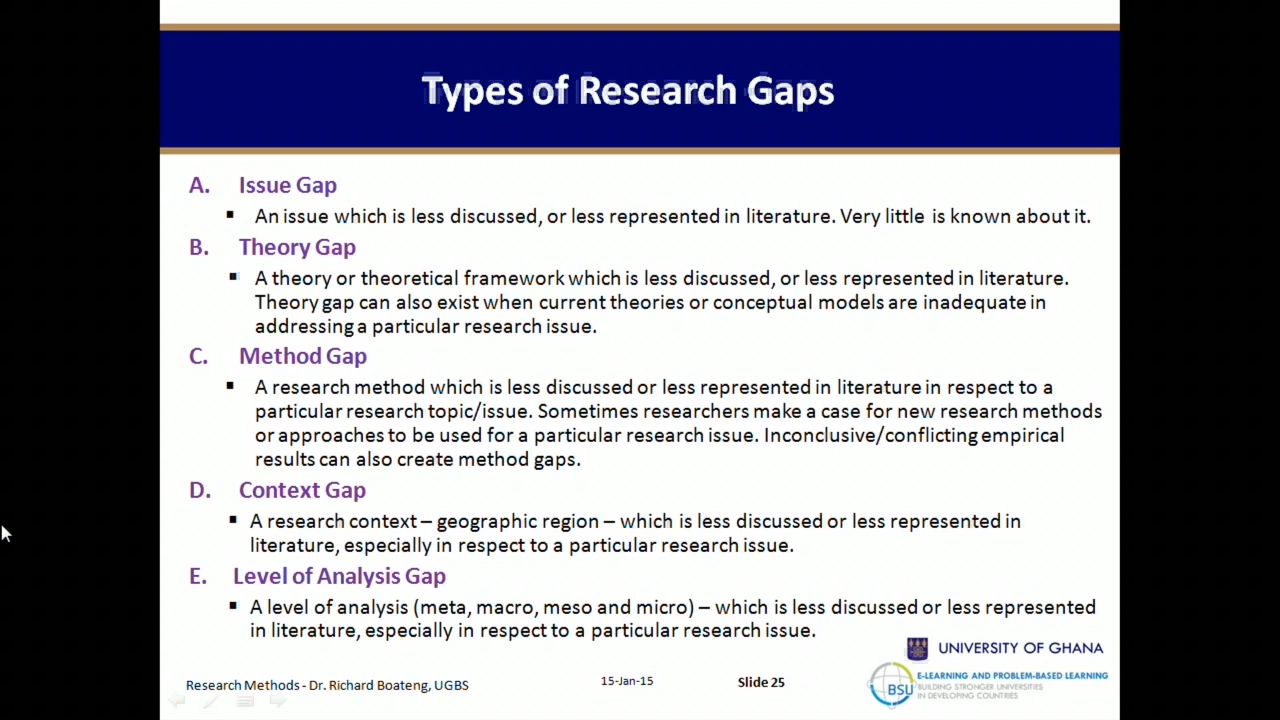 Types of Research Gaps
A. Issue Gap
▪ An issue which is less discussed, or less represented in literature. Very little is known about it.
B. Theory Gap
▪ A theory or theoretical framework which is less discussed, or less represented in literature.
Theory gap can also exist when current theories or conceptual models are inadequate in
addressing a particular research issue.
C. Method Gap
▪ A research method which is less discussed or less represented in literature in respect to a
particular research topic/issue. Sometimes researchers make a case for new research methods
or approaches to be used for a particular research issue. Inconclusive/conflicting empirical
results can also create method gaps.
D. Context Gap
▪ A research context – geographic region – which is less discussed or less represented in
literature, especially in respect to a particular research issue.
E. Level of Analysis Gap
▪ A level of analysis (meta, macro, meso and micro) – which is less discussed or less represented
in literature, especially in respect to a particular research issue.
UNIVERSITY OF GHANA
Research Methods - Dr. Richard Boateng, UGBS
15-Jan-15
Slide 25
BSU
E-LEARNING AND PROBLEM-BASED LEARNING
BUILDING STRONGER UNIVERSITIES
IN DEVELOPING COUNTRIES